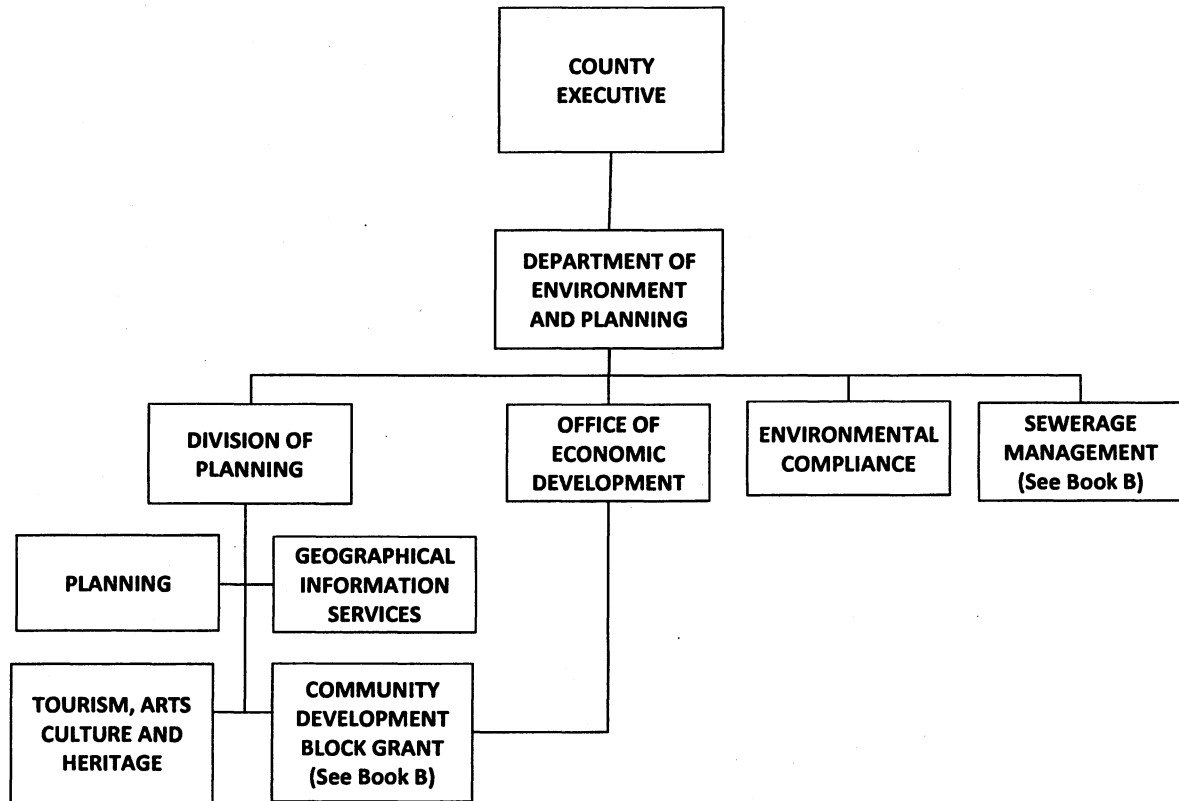 COUNTY
EXECUTIVE
DEPARTMENT OF
ENVIRONMENT
AND PLANNING
DIVISION OF
PLANNING
OFFICE OF
ECONOMIC
DEVELOPMENT
ENVIRONMENTAL
COMPLIANCE
SEWERAGE
MANAGEMENT
(See Book B)
PLANNING
GEOGRAPHICAL
INFORMATION
SERVICES
TOURISM, ARTS
CULTURE AND
HERITAGE
COMMUNITY
DEVELOPMENT
BLOCK GRANT
(See Book B)